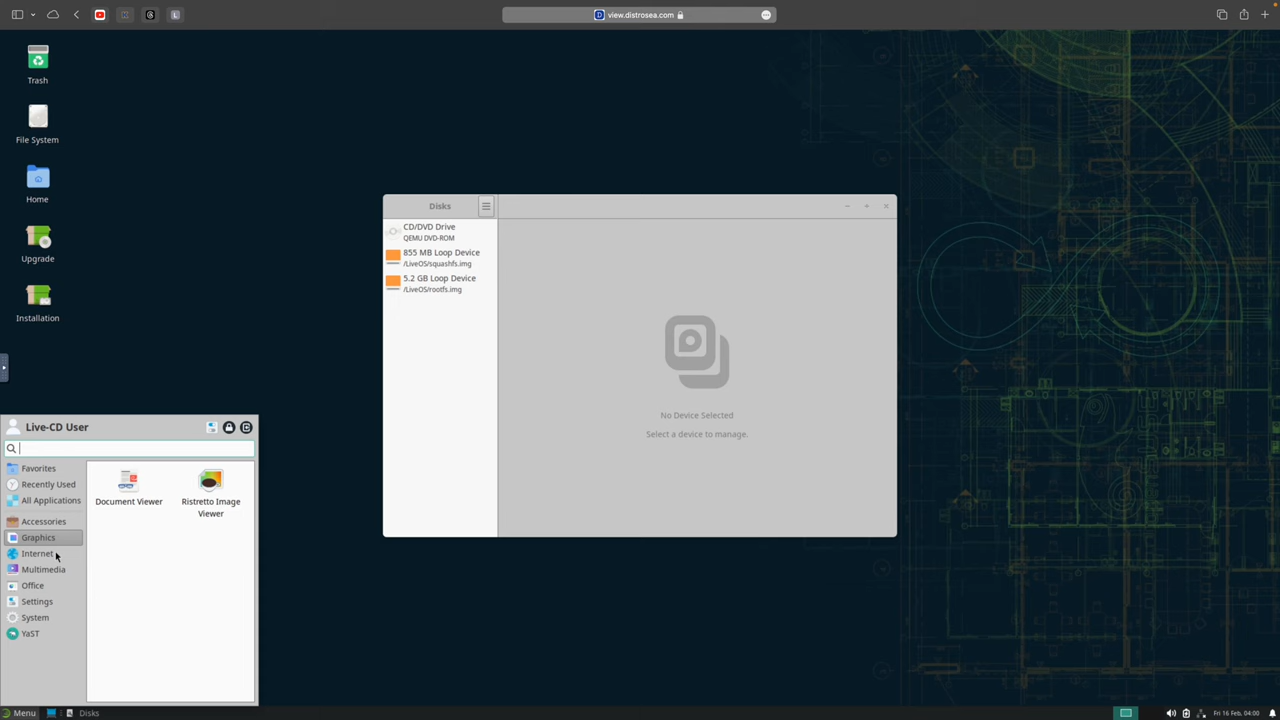 view.distrosea.com
Trash
File System
Home
Upgrade
Installation
Disks
CD/DVD Drive
QEMU DVD-ROM
855 MB Loop Device
/LiveOS/squashfs.img
5.2 GB Loop Device
/LiveOS/rootfs.img
No Device Selected
Select a device to manage.
Live-CD User
Favorites
Recently Used
All Applications
Accessories
Graphics
Internet
Multimedia
Office
Settings
System
YaST
Document Viewer
Ristretto Image
Viewer
Menu
Disks
Fri 16 Feb, 04:00